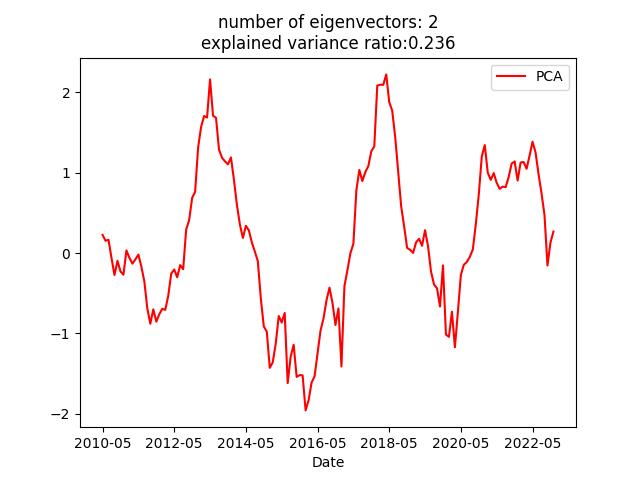 number of eigenvectors: 2
explained variance ratio:0.236
PCA
2
1
0
−1
−2
2010-05 2012-05 2014-05 2016-05 2018-05 2020-05 2022-05
Date